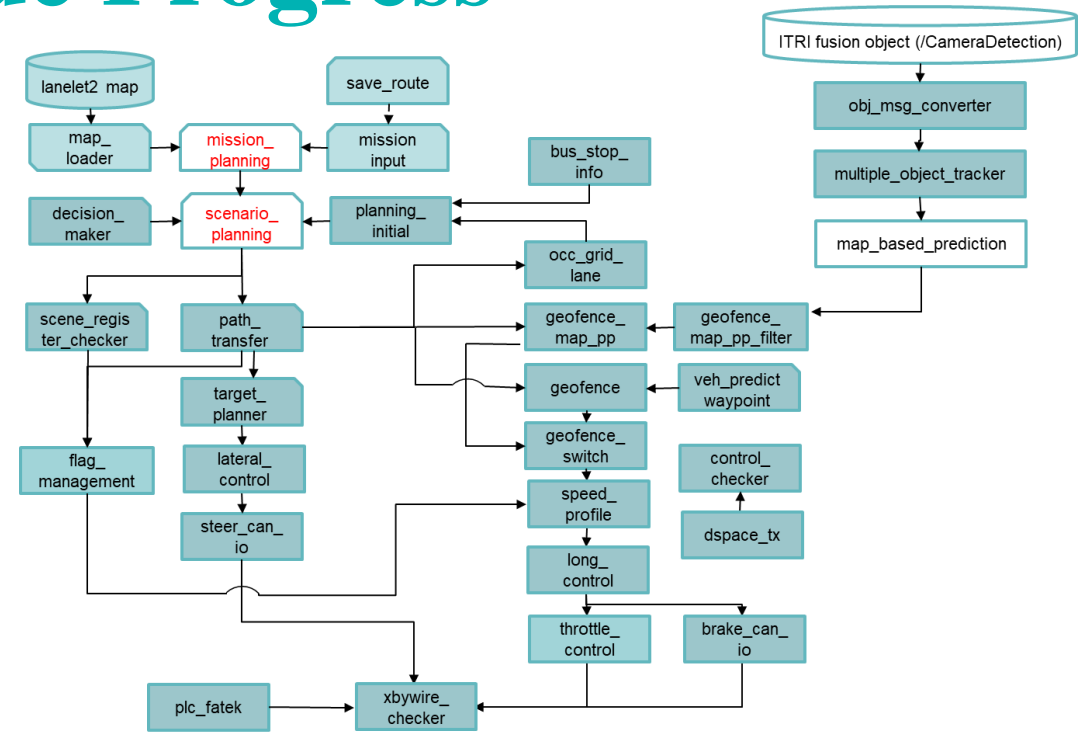 ITRI fusion object (/CameraDetection)
lanelet2 map
save_route
obj_msg_converter
map_
loader
mission_
planning
mission
input
bus_stop_
info
multiple_object_tracker
decision_
maker
scenario_
planning
planning_
initial
map_based_prediction
occ_grid_
lane
scene_regis
ter_checker
path_
transfer
geofence_
map_pp
geofence_
map_pp_filter
target_
planner
geofence
veh_predict
waypoint
flag_
management
lateral_
control
geofence_
switch
control_
checker
speed_
profile
steer_can_
io
dspace_tx
long_
control
throttle_
control
brake_can_
io
plc_fatek
xbywire_
checker